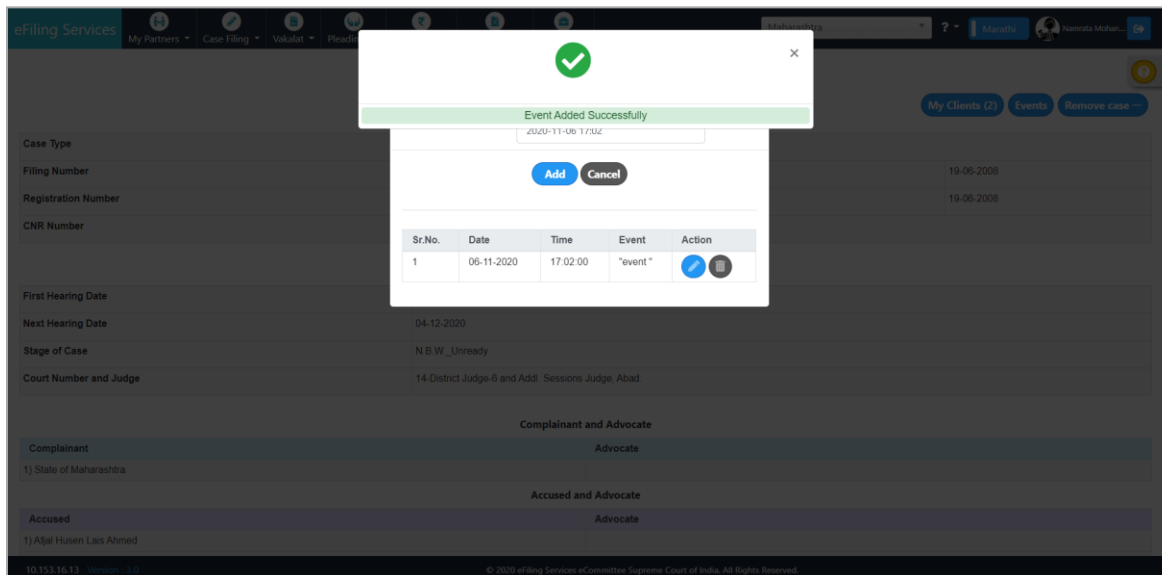 eFiling Services My Partners Case Filing Vakalat Pleadin Maharashtra ? Marathi Namrata Mohan...
×
Event Added Successfully
My Clients (2) Events Remove case
2020-11-06 17:02
Case Type
Add Cancel
Filing Number 19-06-2008
Registration Number 19-06-2008
CNR Number
Sr.No. Date Time Event Action
1 06-11-2020 17:02:00 "event "
First Hearing Date
Next Hearing Date 04-12-2020
Stage of Case N.B.W._Unready
Court Number and Judge 14-District Judge-6 and Addl. Sessions Judge, Abad.
Complainant and Advocate
Complainant Advocate
1) State of Maharashtra
Accused and Advocate
Accused Advocate
1) Afjal Husen Lais Ahmed
10.153.16.13 Version : 3.0 © 2020 eFiling Services eCommittee Supreme Court of India, All Rights Reserved.